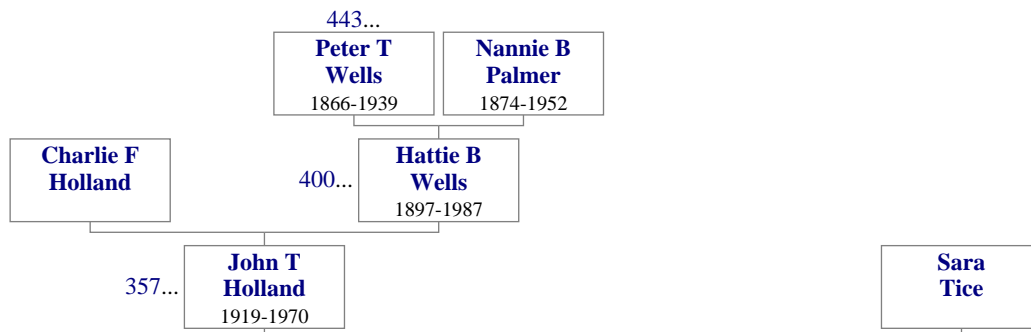 443...
Peter T
Wells
1866-1939
Nannie B
Palmer
1874-1952
Charlie F
Holland
400...
Hattie B
Wells
1897-1987
357...
John T
Holland
1919-1970
Sara
Tice